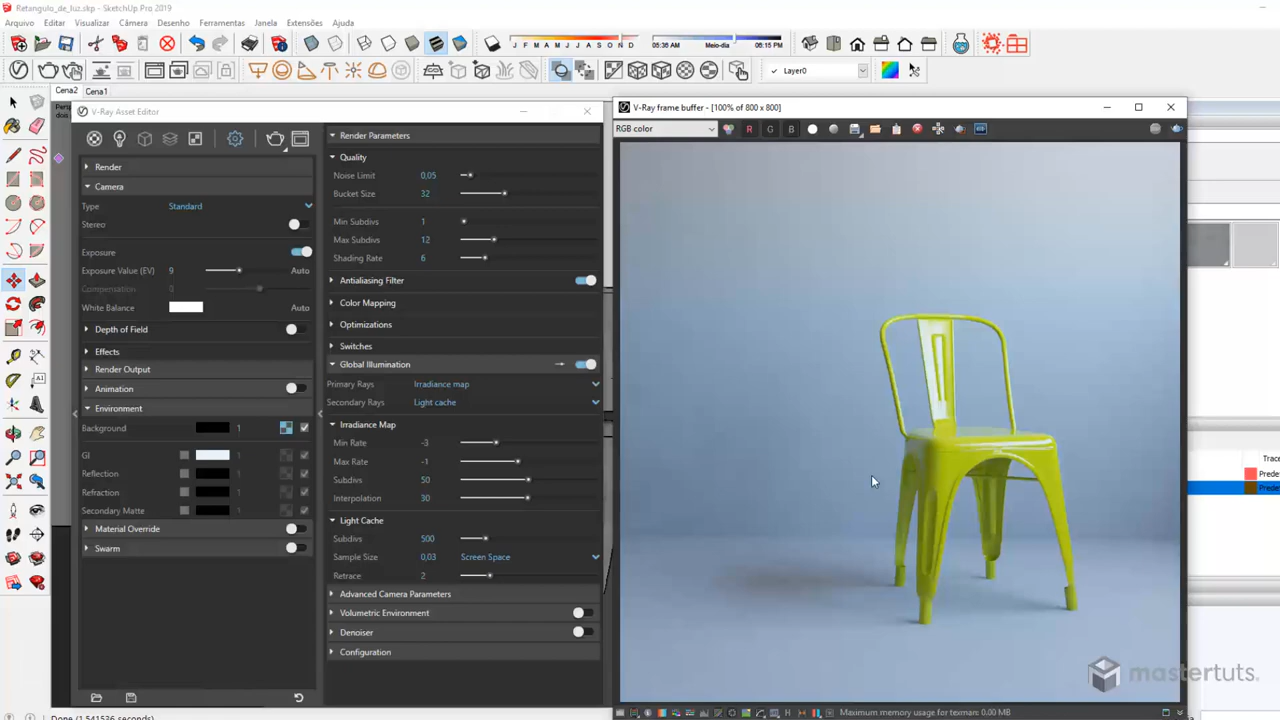 Retangulo_de_luz.skp - SketchUp Pro 2019
Arquivo Editar Visualizar Câmera Desenho Ferramentas Janela Extensões Ajuda
J F M A M J J A S O N D
05:36 AM Meio-dia 06:15 PM
Layer0
Cena2 Cena1
V-Ray Asset Editor
Render
Camera
Type Standard
Stereo
Exposure
Exposure Value (EV) 9 Auto
Compensation 0
White Balance Auto
Depth of Field
Effects
Render Output
Animation
Environment
Background 1
GI 1
Reflection 1
Refraction 1
Secondary Matte 1
Material Override
Swarm
Render Parameters
Quality
Noise Limit 0,05
Bucket Size 32
Min Subdivs 1
Max Subdivs 12
Shading Rate 6
Antialiasing Filter
Color Mapping
Optimizations
Switches
Global Illumination
Primary Rays Irradiance map
Secondary Rays Light cache
Irradiance Map
Min Rate -3
Max Rate -1
Subdivs 50
Interpolation 30
Light Cache
Subdivs 500
Sample Size 0,03 Screen Space
Retrace 2
Advanced Camera Parameters
Volumetric Environment
Denoiser
Configuration
V-Ray frame buffer - [100% of 800 x 800]
RGB color R G B
Trace
Prede
Prede
mastertuts.
Maximum memory usage for texman: 0.00 MB
Done (1.541536 seconds)